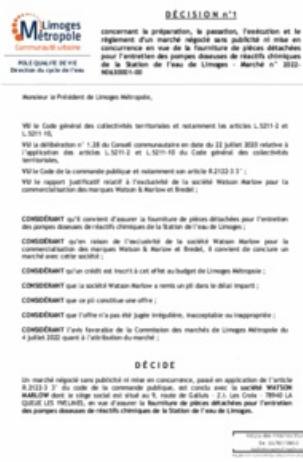 Limoges
Métropole
Communauté urbaine
POLE QUALITE DE VIE
Direction du cycle de l'eau
DÉCISION n°1
concernant la préparation, la passation, l'exécution et le
règlement d'un marché négocié sans publicité ni mise en
concurrence en vue de la fourniture de pièces détachées
pour l'entretien des pompes doseuses de réactifs chimiques
de la Station de l'eau de Limoges - Marché n° 2022-
Monsieur le Président de Limoges Métropole,
VU le Code général des collectivités territoriales et notamment les articles L.5211-2 et
L.5211-10,
VU la délibération n° 1.28 du Conseil communautaire en date du 22 juillet 2020 relative à
l'application des articles L.5211-2 et L.5211-10 du Code général des collectivités
territoriales,
VU le Code de la commande publique et notamment son article R.2122-3 3° ;
VU le rapport justificatif relatif à l'exclusivité de la société Watson Marlow pour la
commercialisation des marques Watson & Marlow et Bredel ;
CONSIDÉRANT qu'il convient d'assurer la fourniture de pièces détachées pour l'entretien
des pompes doseuses de réactifs chimiques de la Station de l'eau de Limoges ;
CONSIDÉRANT qu'en raison de l'exclusivité de la société Watson Marlow pour la
commercialisation des marques Watson & Marlow et Bredel, il convient de conclure un
marché avec cette société ;
CONSIDÉRANT qu'un crédit est inscrit à cet effet au budget de Limoges Métropole ;
CONSIDÉRANT que la société Watson Marlow a remis un pli dans le délai imparti ;
CONSIDÉRANT que ce pli constitue une offre ;
CONSIDÉRANT que l'offre n'a pas été jugée irrégulière, inacceptable ou inappropriée ;
CONSIDÉRANT l'avis favorable de la Commission des marchés de Limoges Métropole du
4 juillet 2022 quant à l'attribution du marché ;
DÉCIDE
Un marché négocié sans publicité ni mise en concurrence, passé en application de l'article
R.2122-3 3° du code de la commande publique, est conclu avec la société WATSON
MARLOW dont le siège social est situé au 9, route de Galluis - Z.I. Les Croix - 78940 LA
QUEUE LES YVELINES, en vue d'assurer la fourniture de pièces détachées pour l'entretien
des pompes doseuses de réactifs chimiques de la Station de l'eau de Limoges.